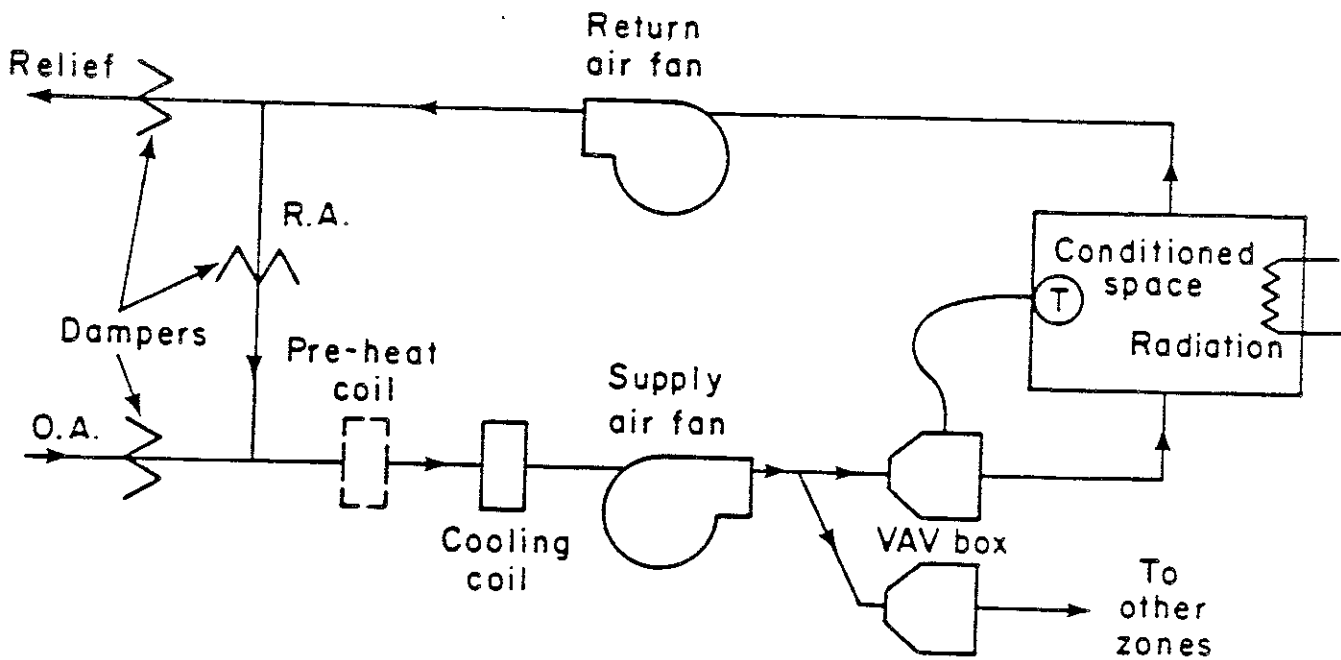 Return
air fan
Relief
R.A.
Conditioned
space
T
Radiation
Dampers
Pre-heat
coil
Supply
air fan
O.A.
Cooling
coil
VAV box
To
other
zones